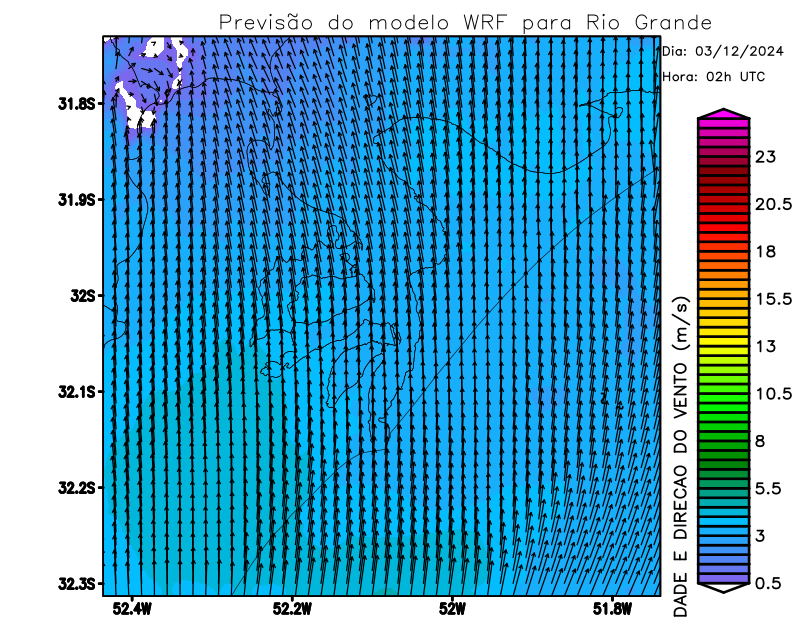 Previsão do modelo WRF para Rio Grande
Dia: 03/12/2024
Hora: 02h UTC
31.8S
31.9S
32S
32.1S
32.2S
32.3S
52.4W
52.2W
52W
51.8W
23
20.5
18
15.5
13
10.5
8
5.5
3
0.5
DADE E DIRECAO DO VENTO (m/s)